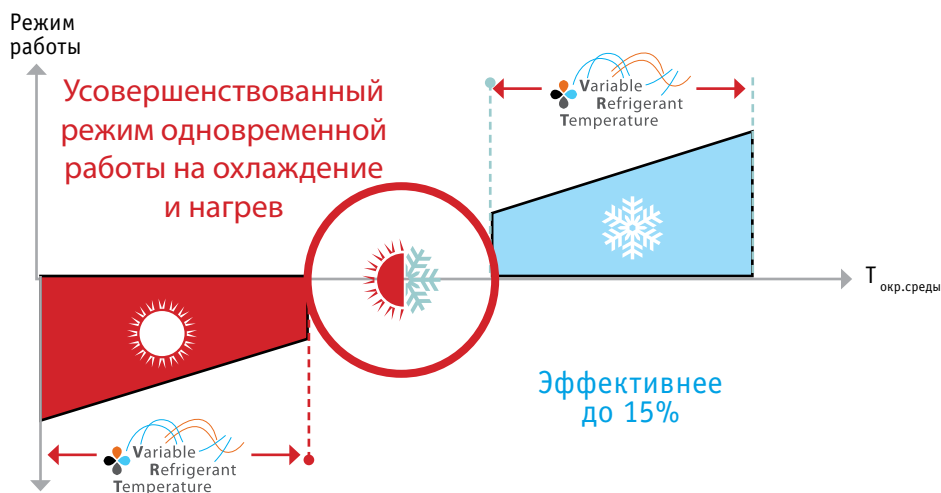 Режим
работы
Усовершенствованный
режим одновременной
работы на охлаждение
и нагрев
Variable
Refrigerant
Temperature
Т окр.среды
Эффективнее
до 15%
Variable
Refrigerant
Temperature